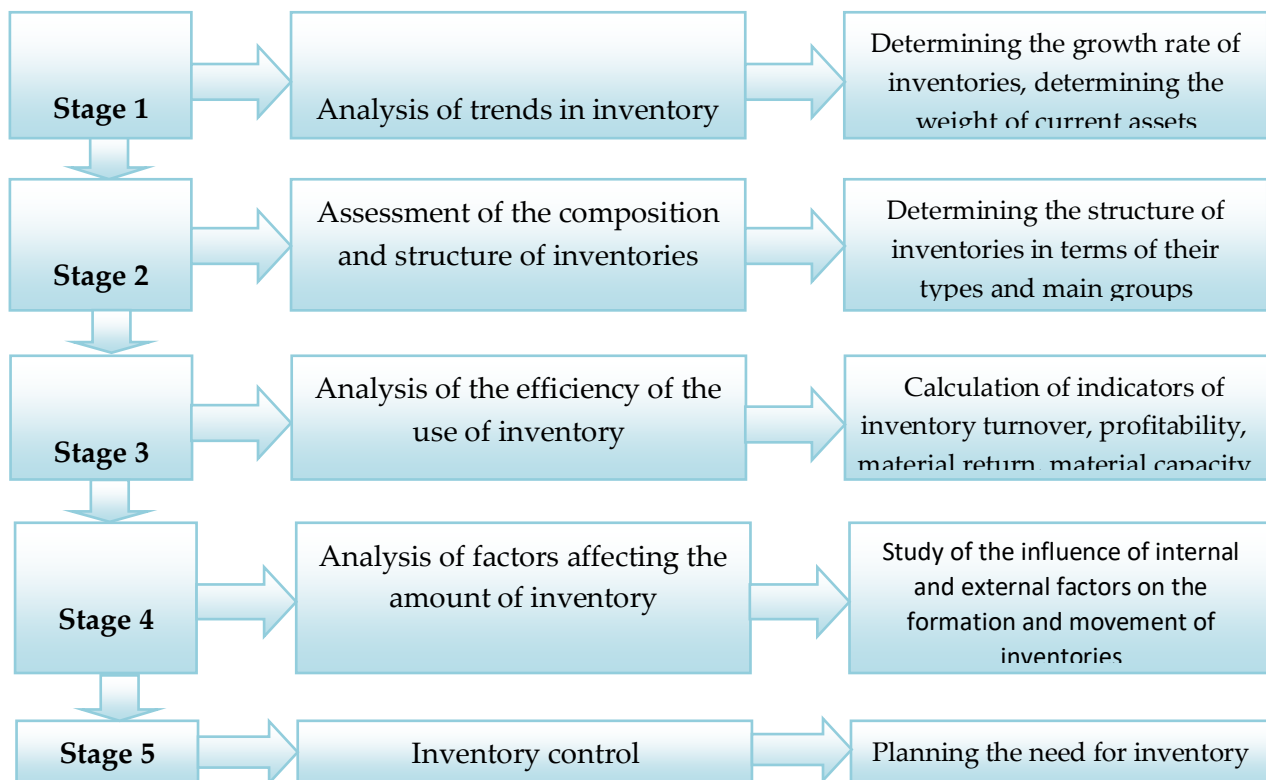 Stage 1
Analysis of trends in inventory
Determining the growth rate of
inventories, determining the
weight of current assets
Stage 2
Assessment of the composition
and structure of inventories
Determining the structure of
inventories in terms of their
types and main groups
Stage 3
Analysis of the efficiency of the
use of inventory
Calculation of indicators of
inventory turnover, profitability,
material return, material capacity
Stage 4
Analysis of factors affecting the
amount of inventory
Study of the influence of internal
and external factors on the
formation and movement of
inventories
Stage 5
Inventory control
Planning the need for inventory